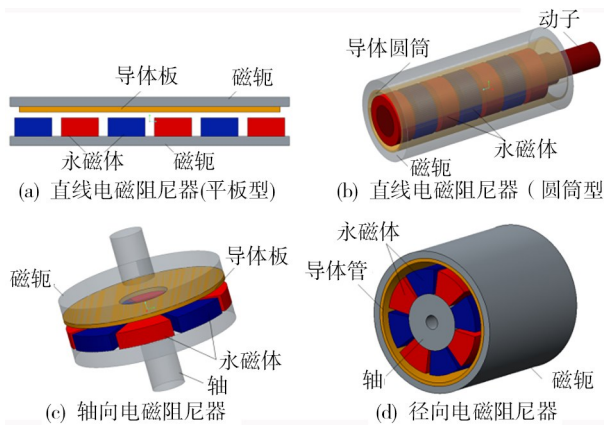 导体板
磁轭
永磁体
磁轭
(a) 直线电磁阻尼器(平板型)
动子
导体圆筒
永磁体
磁轭
(b) 直线电磁阻尼器（圆筒型
导体板
磁轭
永磁体
轴
(c) 轴向电磁阻尼器
永磁体
导体管
轴
磁轭
(d) 径向电磁阻尼器